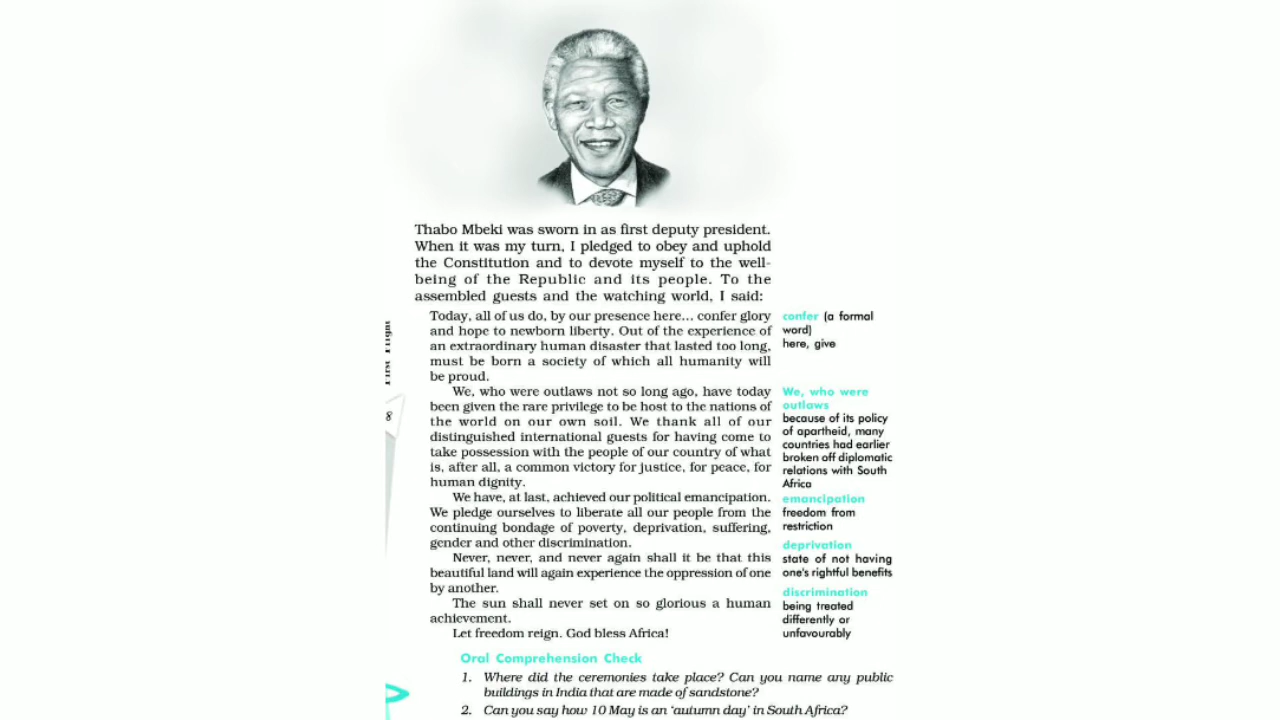 Thabo Mbeki was sworn in as first deputy president.
When it was my turn, I pledged to obey and uphold
the Constitution and to devote myself to the well-
being of the Republic and its people. To the
assembled guests and the watching world, I said:
Today, all of us do, by our presence here... confer glory
and hope to newborn liberty. Out of the experience of
an extraordinary human disaster that lasted too long,
must be born a society of which all humanity will
be proud.
We, who were outlaws not so long ago, have today
been given the rare privilege to be host to the nations of
the world on our own soil. We thank all of our
distinguished international guests for having come to
take possession with the people of our country of what
is, after all, a common victory for justice, for peace, for
human dignity.
We have, at last, achieved our political emancipation.
We pledge ourselves to liberate all our people from the
continuing bondage of poverty, deprivation, suffering,
gender and other discrimination.
Never, never, and never again shall it be that this
beautiful land will again experience the oppression of one
by another.
The sun shall never set on so glorious a human
achievement.
Let freedom reign. God bless Africa!
confer (a formal
word)
here, give
We, who were
outlaws
because of its policy
of apartheid, many
countries had earlier
broken off diplomatic
relations with South
Africa
emancipation
freedom from
restriction
deprivation
state of not having
one's rightful benefits
discrimination
being treated
differently or
unfavourably
Oral Comprehension Check
1. Where did the ceremonies take place? Can you name any public
buildings in India that are made of sandstone?
2. Can you say how 10 May is an 'autumn day' in South Africa?